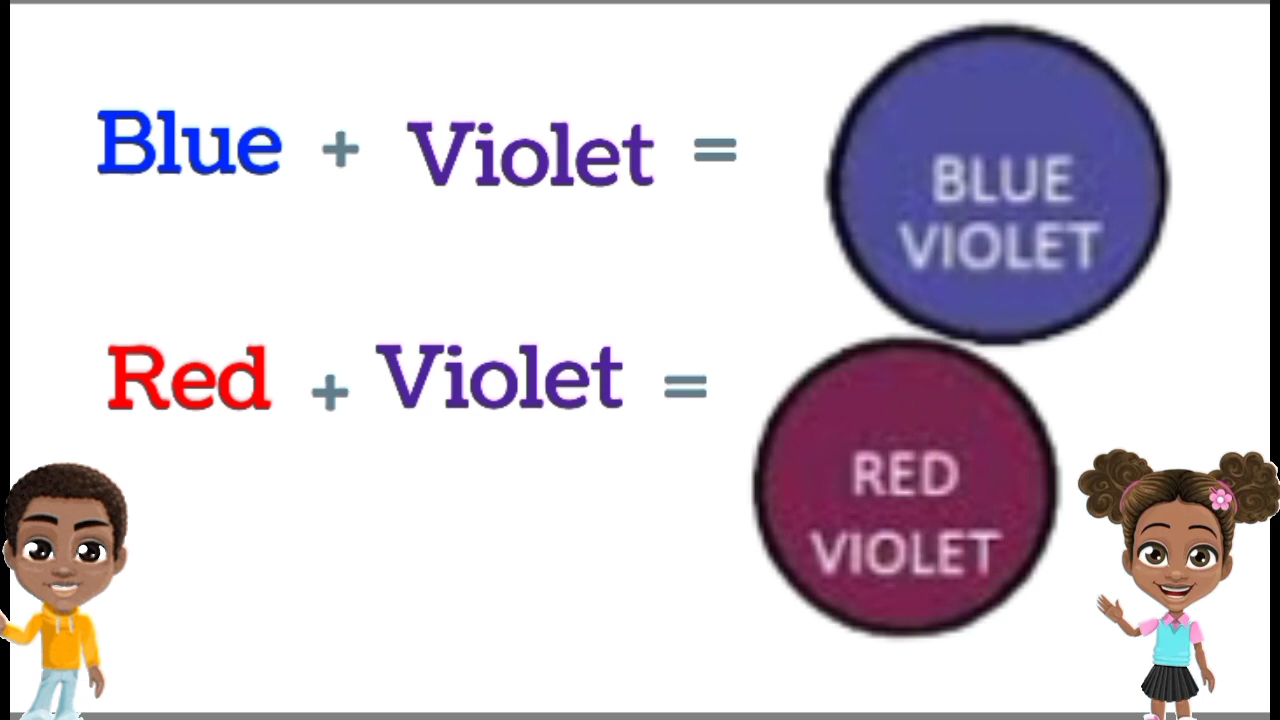 Blue + Violet =
BLUE
VIOLET
Red + Violet =
RED
VIOLET